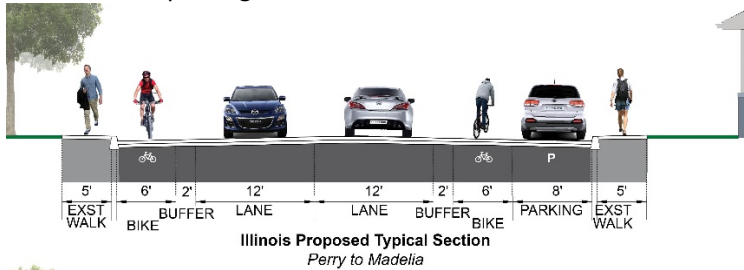 P
5' 6' 2' 12' 12' 2' 6' 8' 5'
EXST WALK BIKE BUFFER LANE LANE BUFFER BIKE PARKING EXST WALK
Illinois Proposed Typical Section
Perry to Madelia